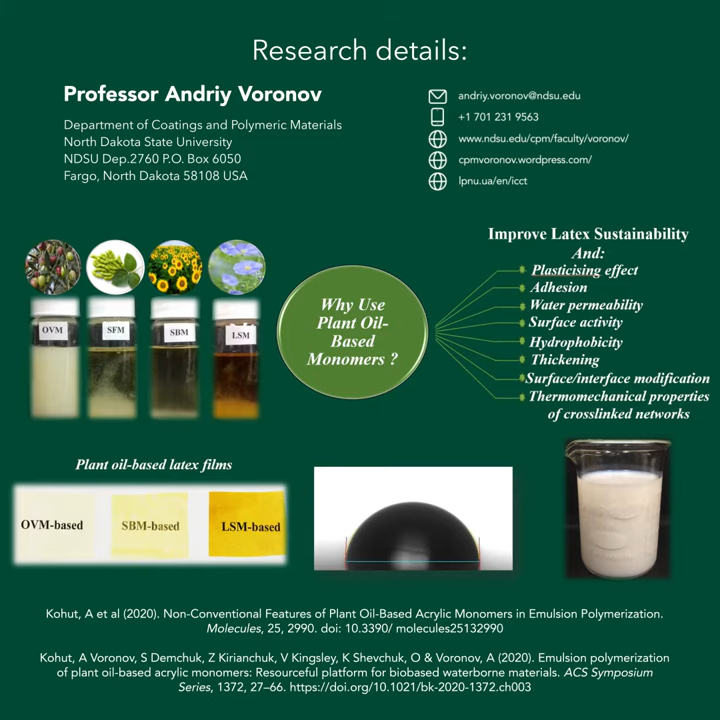 Research details:
Professor Andriy Voronov
Department of Coatings and Polymeric Materials
North Dakota State University
NDSU Dep.2760 P.O. Box 6050
Fargo, North Dakota 58108 USA
andriy.voronov@ndsu.edu
+1 701 231 9563
www.ndsu.edu/cpm/faculty/voronov/
cpmvoronov.wordpress.com/
lpnu.ua/en/icct
OVM
SFM
SBM
LSM
Why Use
Plant Oil-
Based
Monomers ?
Improve Latex Sustainability
And:
Plasticising effect
Adhesion
Water permeability
Surface activity
Hydrophobicity
Thickening
Surface/interface modification
Thermomechanical properties
of crosslinked networks
Plant oil-based latex films
OVM-based
SBM-based
LSM-based
Kohut, A et al (2020). Non-Conventional Features of Plant Oil-Based Acrylic Monomers in Emulsion Polymerization.
Molecules, 25, 2990. doi: 10.3390/ molecules25132990
Kohut, A Voronov, S Demchuk, Z Kirianchuk, V Kingsley, K Shevchuk, O & Voronov, A (2020). Emulsion polymerization
of plant oil-based acrylic monomers: Resourceful platform for biobased waterborne materials. ACS Symposium
Series, 1372, 27–66. https://doi.org/10.1021/bk-2020-1372.ch003